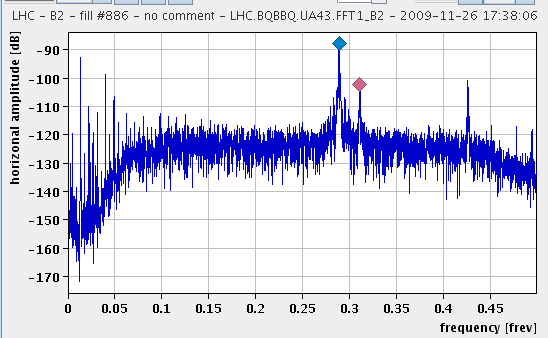 LHC – B2 – fill #886 – no comment – LHC.BQBBQ.UA43.FFT1_B2 – 2009-11-26 17:38:06
horizonal amplitude [dB]
-90
-100
-110
-120
-130
-140
-150
-160
-170
0 0.05 0.1 0.15 0.2 0.25 0.3 0.35 0.4 0.45
frequency [frev]